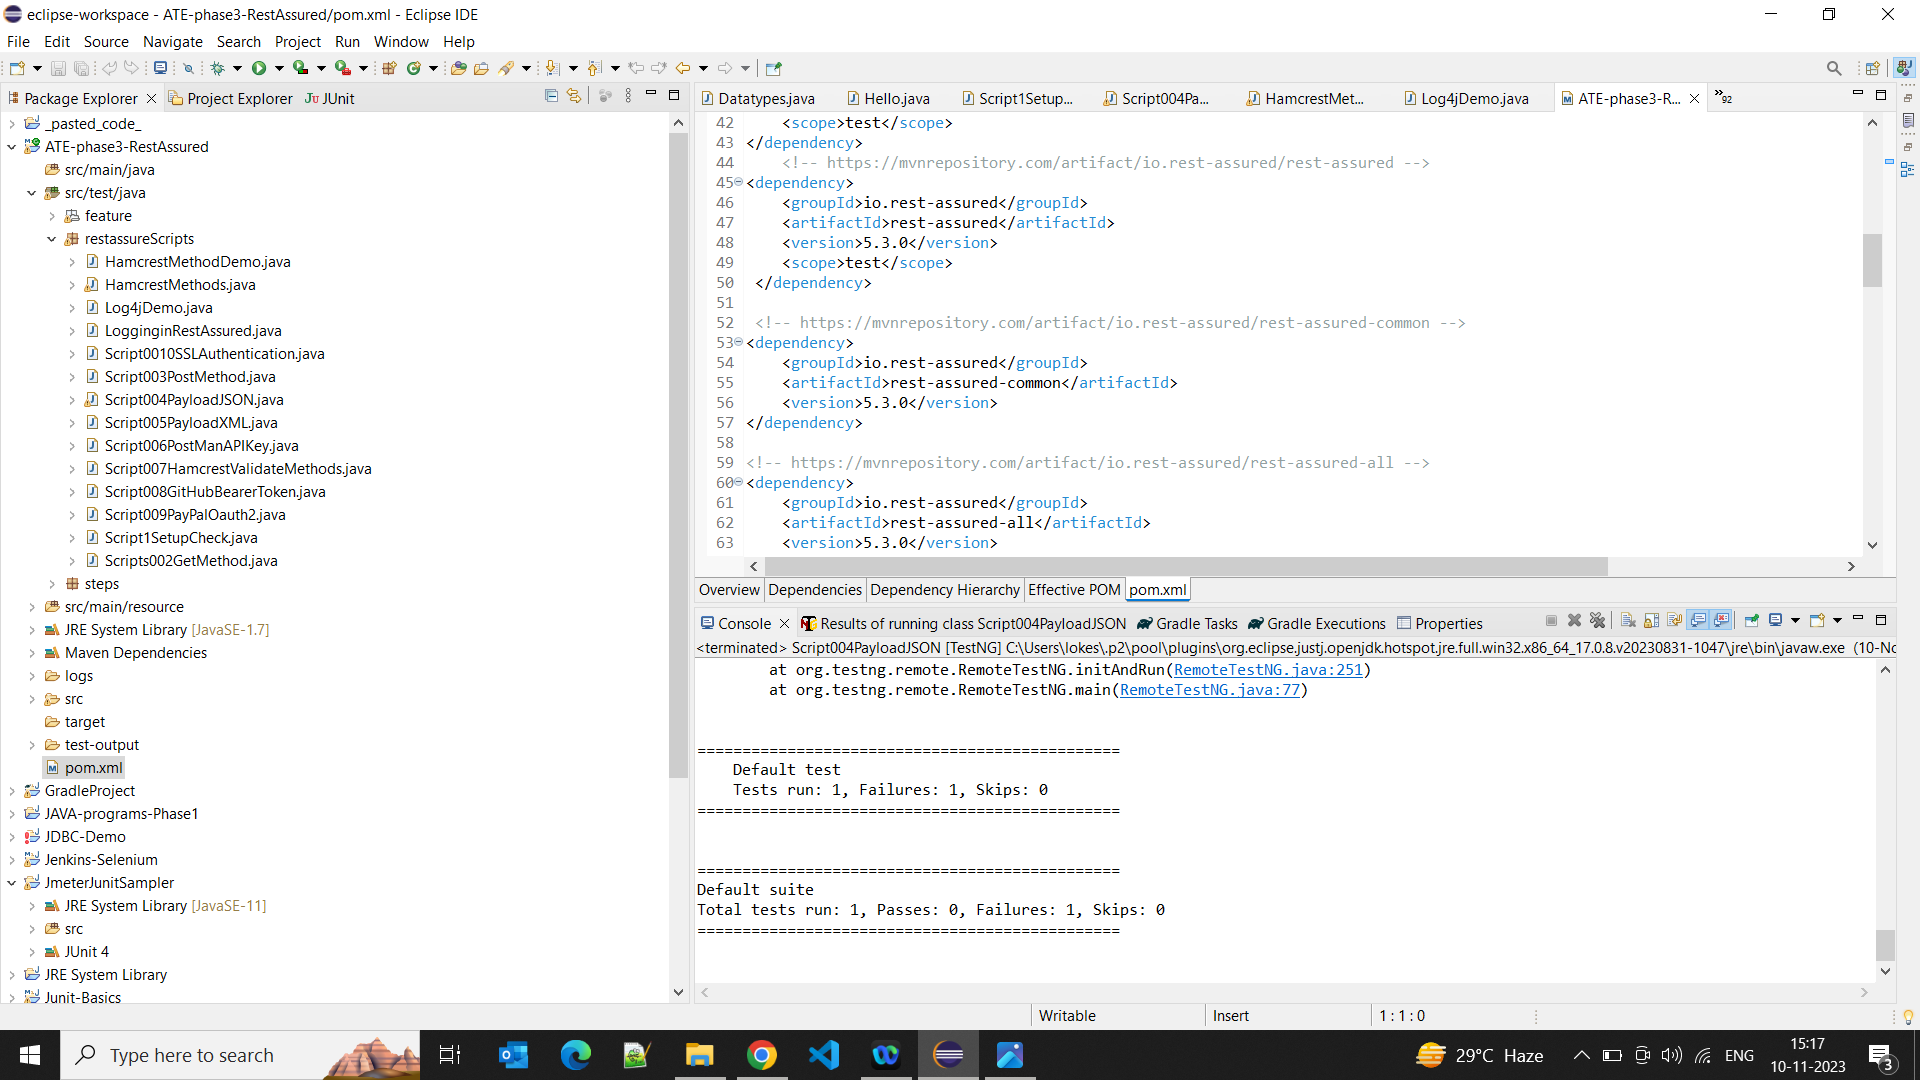 eclipse-workspace - ATE-phase3-RestAssured/pom.xml - Eclipse IDE
File Edit Source Navigate Search Project Run Window Help
Package Explorer Project Explorer JUnit
_pasted_code_
ATE-phase3-RestAssured
src/main/java
src/test/java
feature
restassureScripts
HamcrestMethodDemo.java
HamcrestMethods.java
Log4jDemo.java
LogginginRestAssured.java
Script0010SSLAuthentication.java
Script003PostMethod.java
Script004PayloadJSON.java
Script005PayloadXML.java
Script006PostManAPIKey.java
Script007HamcrestValidateMethods.java
Script008GitHubBearerToken.java
Script009PayPalOauth2.java
Script1SetupCheck.java
Scripts002GetMethod.java
steps
src/main/resource
JRE System Library [JavaSE-1.7]
Maven Dependencies
logs
src
target
test-output
pom.xml
GradleProject
JAVA-programs-Phase1
JDBC-Demo
Jenkins-Selenium
JmeterJunitSampler
JRE System Library [JavaSE-11]
src
JUnit 4
JRE System Library
Junit-Basics
Datatypes.java Hello.java Script1Setup... Script004Pa... HamcrestMet... Log4jDemo.java ATE-phase3-R... »92
42 <scope>test</scope>
43 </dependency>
44 <!-- https://mvnrepository.com/artifact/io.rest-assured/rest-assured -->
45 <dependency>
46 <groupId>io.rest-assured</groupId>
47 <artifactId>rest-assured</artifactId>
48 <version>5.3.0</version>
49 <scope>test</scope>
50 </dependency>
51
52 <!-- https://mvnrepository.com/artifact/io.rest-assured/rest-assured-common -->
53 <dependency>
54 <groupId>io.rest-assured</groupId>
55 <artifactId>rest-assured-common</artifactId>
56 <version>5.3.0</version>
57 </dependency>
58
59 <!-- https://mvnrepository.com/artifact/io.rest-assured/rest-assured-all -->
60 <dependency>
61 <groupId>io.rest-assured</groupId>
62 <artifactId>rest-assured-all</artifactId>
63 <version>5.3.0</version>
Overview Dependencies Dependency Hierarchy Effective POM pom.xml
Console Results of running class Script004PayloadJSON Gradle Tasks Gradle Executions Properties
<terminated> Script004PayloadJSON [TestNG] C:\Users\lokes\.p2\pool\plugins\org.eclipse.justj.openjdk.hotspot.jre.full.win32.x86_64_17.0.8.v20230831-1047\jre\bin\javaw.exe (10-No
at org.testng.remote.RemoteTestNG.initAndRun(RemoteTestNG.java:251)
at org.testng.remote.RemoteTestNG.main(RemoteTestNG.java:77)
===============================================
Default test
Tests run: 1, Failures: 1, Skips: 0
===============================================
===============================================
Default suite
Total tests run: 1, Passes: 0, Failures: 1, Skips: 0
===============================================
Writable Insert 1 : 1 : 0
Type here to search
29°C Haze ENG
15:17
10-11-2023
3